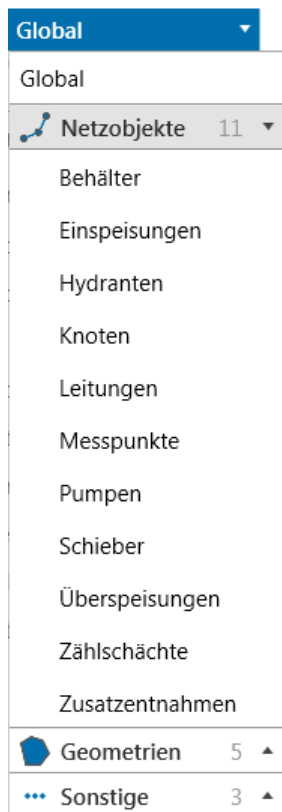 Global
Global
Netzobjekte 11
Behälter
Einspeisungen
Hydranten
Knoten
Leitungen
Messpunkte
Pumpen
Schieber
Überspeisungen
Zählschächte
Zusatzentnahmen
Geometrien 5
Sonstige 3